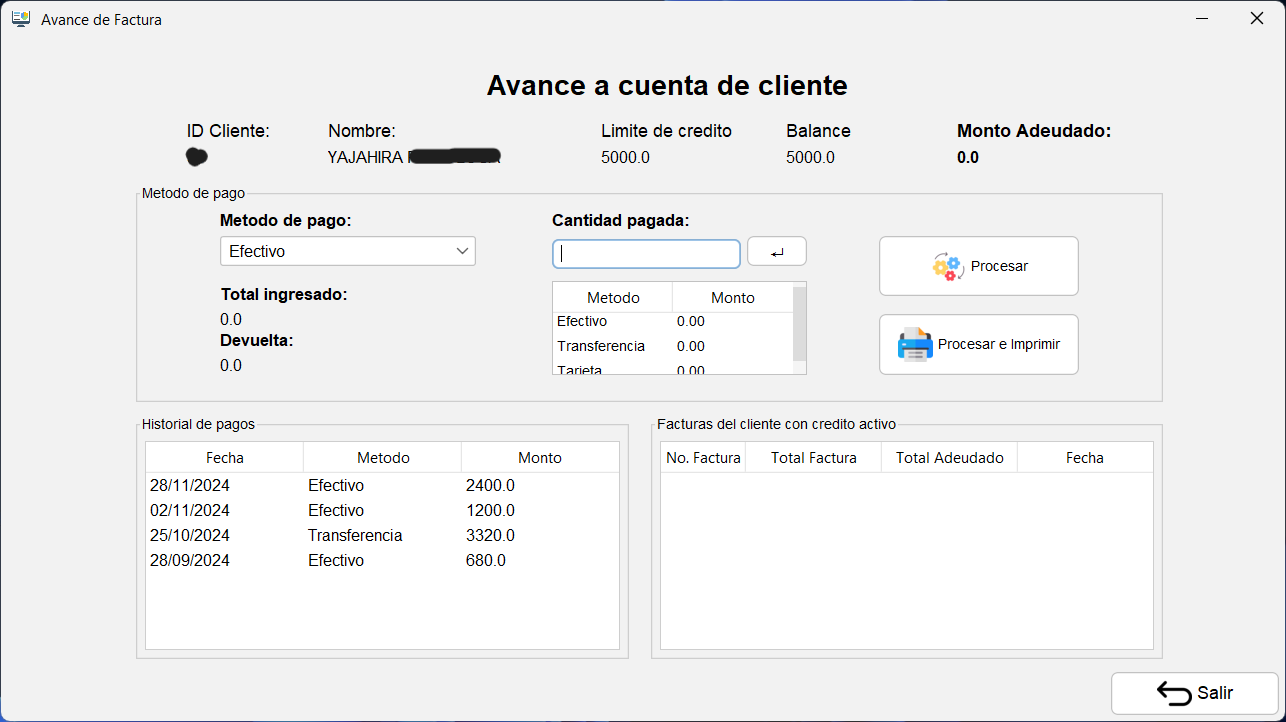 Avance de Factura
Avance a cuenta de cliente
ID Cliente: Nombre: Limite de credito Balance Monto Adeudado:
YAJAHIRA 5000.0 5000.0 0.0
Metodo de pago
Metodo de pago: Cantidad pagada:
Efectivo
Procesar
Total ingresado:
0.0
Devuelta:
0.0
Metodo Monto
Efectivo 0.00
Transferencia 0.00
Tarjeta 0.00
Procesar e Imprimir
Historial de pagos
Fecha Metodo Monto
28/11/2024 Efectivo 2400.0
02/11/2024 Efectivo 1200.0
25/10/2024 Transferencia 3320.0
28/09/2024 Efectivo 680.0
Facturas del cliente con credito activo
No. Factura Total Factura Total Adeudado Fecha
Salir